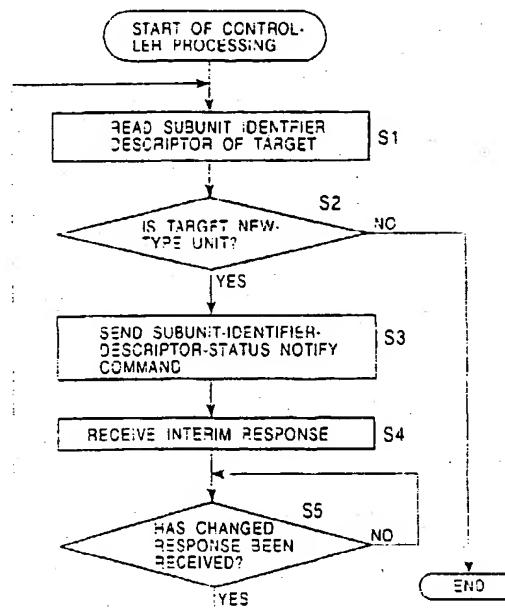 START OF CONTROL-
LER PROCESSING
READ SUBUNIT IDENTFIER
DESCRIPTOR OF TARGET
S1
S2
IS TARGET NEW-
TYPE UNIT?
NO
YES
SEND SUBUNIT-IDENTIFIER-
DESCRIPTOR-STATUS NOTIFY
COMMAND
S3
RECEIVE INTERIM RESPONSE
S4
S5
HAS CHANGED
RESPONSE BEEN
RECEIVED?
NO
YES
END